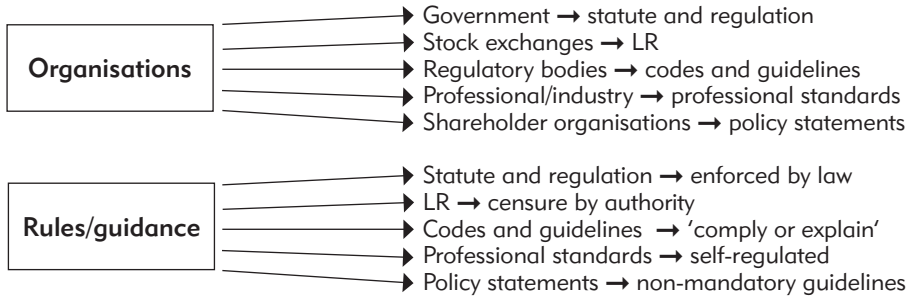 Organisations
Government → statute and regulation
Stock exchanges → LR
Regulatory bodies → codes and guidelines
Professional/industry → professional standards
Shareholder organisations → policy statements
Rules/guidance
Statute and regulation → enforced by law
LR → censure by authority
Codes and guidelines → ‘comply or explain‘
Professional standards → self-regulated
Policy statements → non-mandatory guidelines